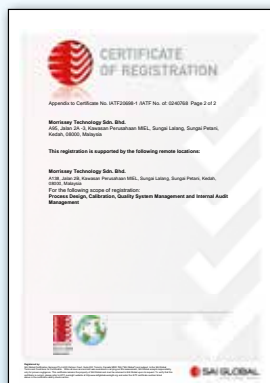 CERTIFICATE
OF REGISTRATION
Appendix to Certificate No. IATF20698-1 /IATF No. of: 0240768 Page 2 of 2
Morrissey Technology Sdn. Bhd.
A95, Jalan 2A -3, Kawasan Perusahaan MIEL, Sungai Lalang, Sungai Petani,
Kedah, 08000, Malaysia
This registration is supported by the following remote locations:
Morrissey Technology Sdn. Bhd.
A138, Jalan 2B, Kawasan Perusahaan MIEL, Sungai Lalang, Sungai Petani, Kedah,
08000, Malaysia
For the following scope of registration:
Process Design, Calibration, Quality System Management and Internal Audit
Management
SAI GLOBAL